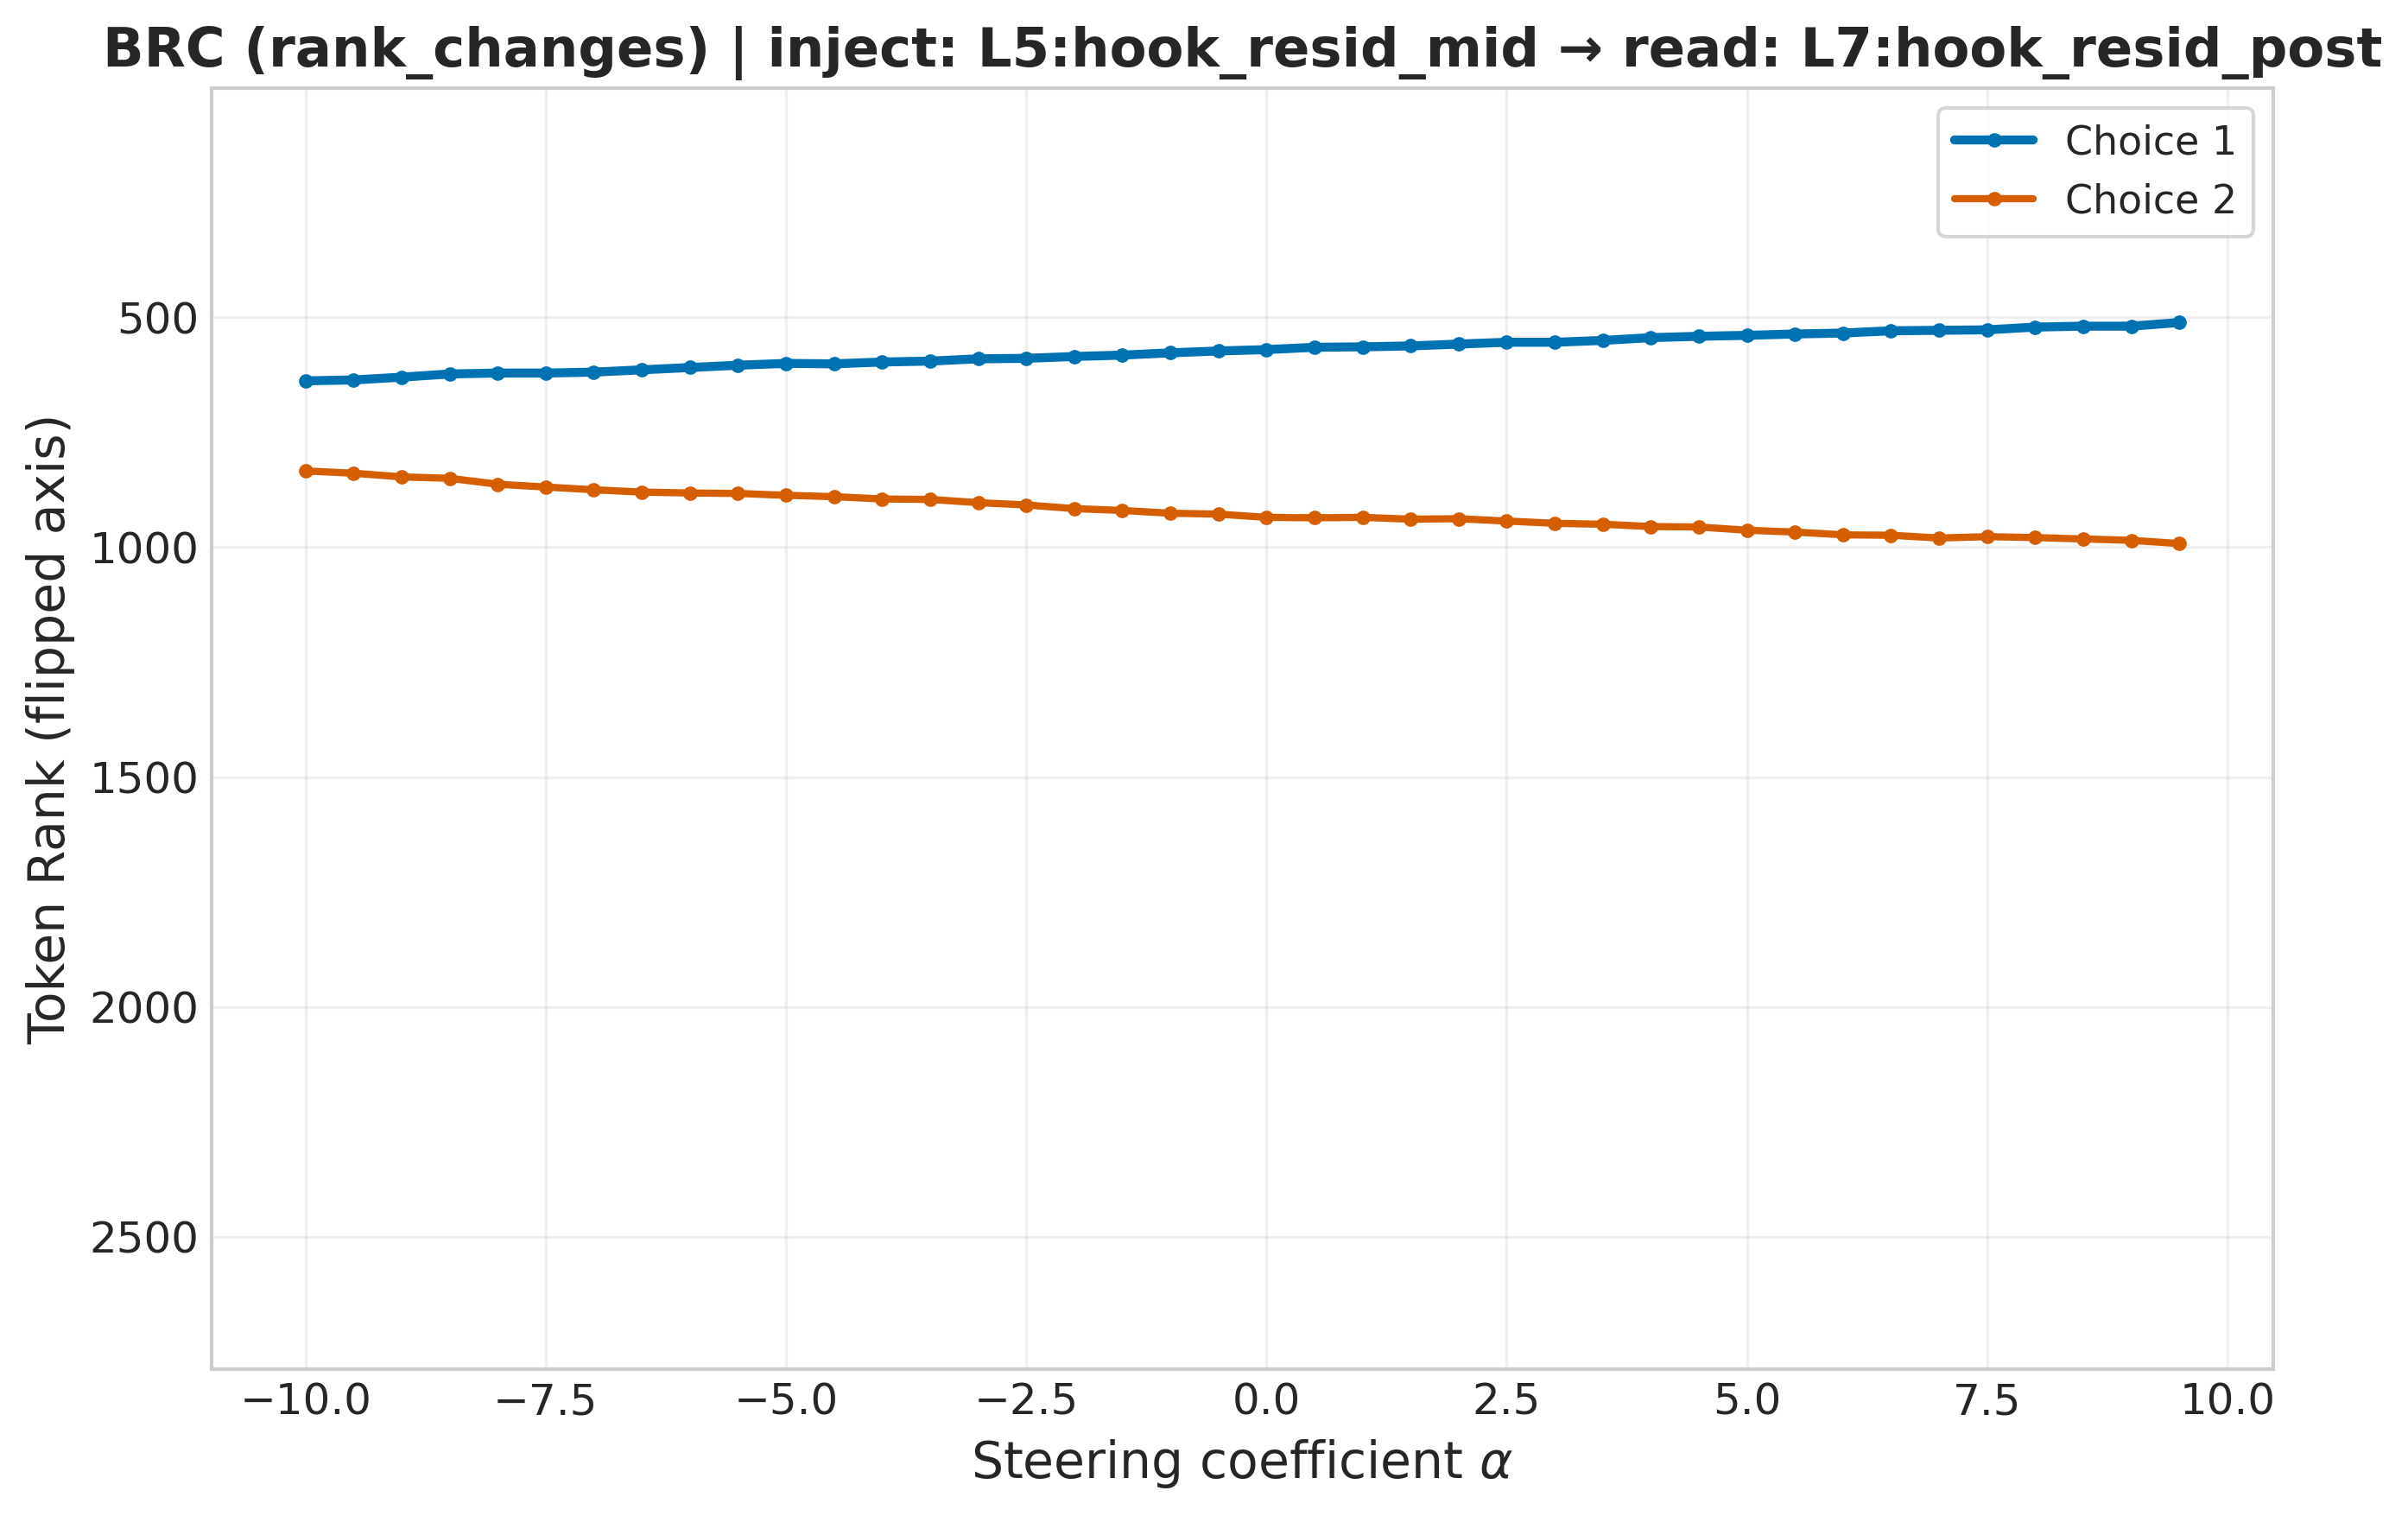 BRC (rank_changes) | inject: L5:hook_resid_mid → read: L7:hook_resid_post
Choice 1
Choice 2
Token Rank (flipped axis)
500
1000
1500
2000
2500
−10.0 −7.5 −5.0 −2.5 0.0 2.5 5.0 7.5 10.0
Steering coefficient α